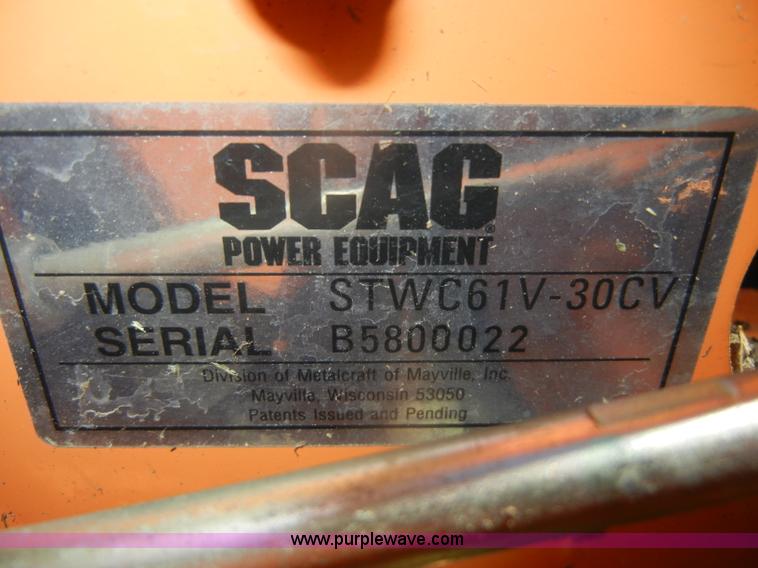 SCAG®
POWER EQUIPMENT
MODEL STWC61V-30CV
SERIAL B5800022
Division of Metalcraft of Mayville, Inc.
Mayville, Wisconsin 53050
Patents Issued and Pending
www.purplewave.com